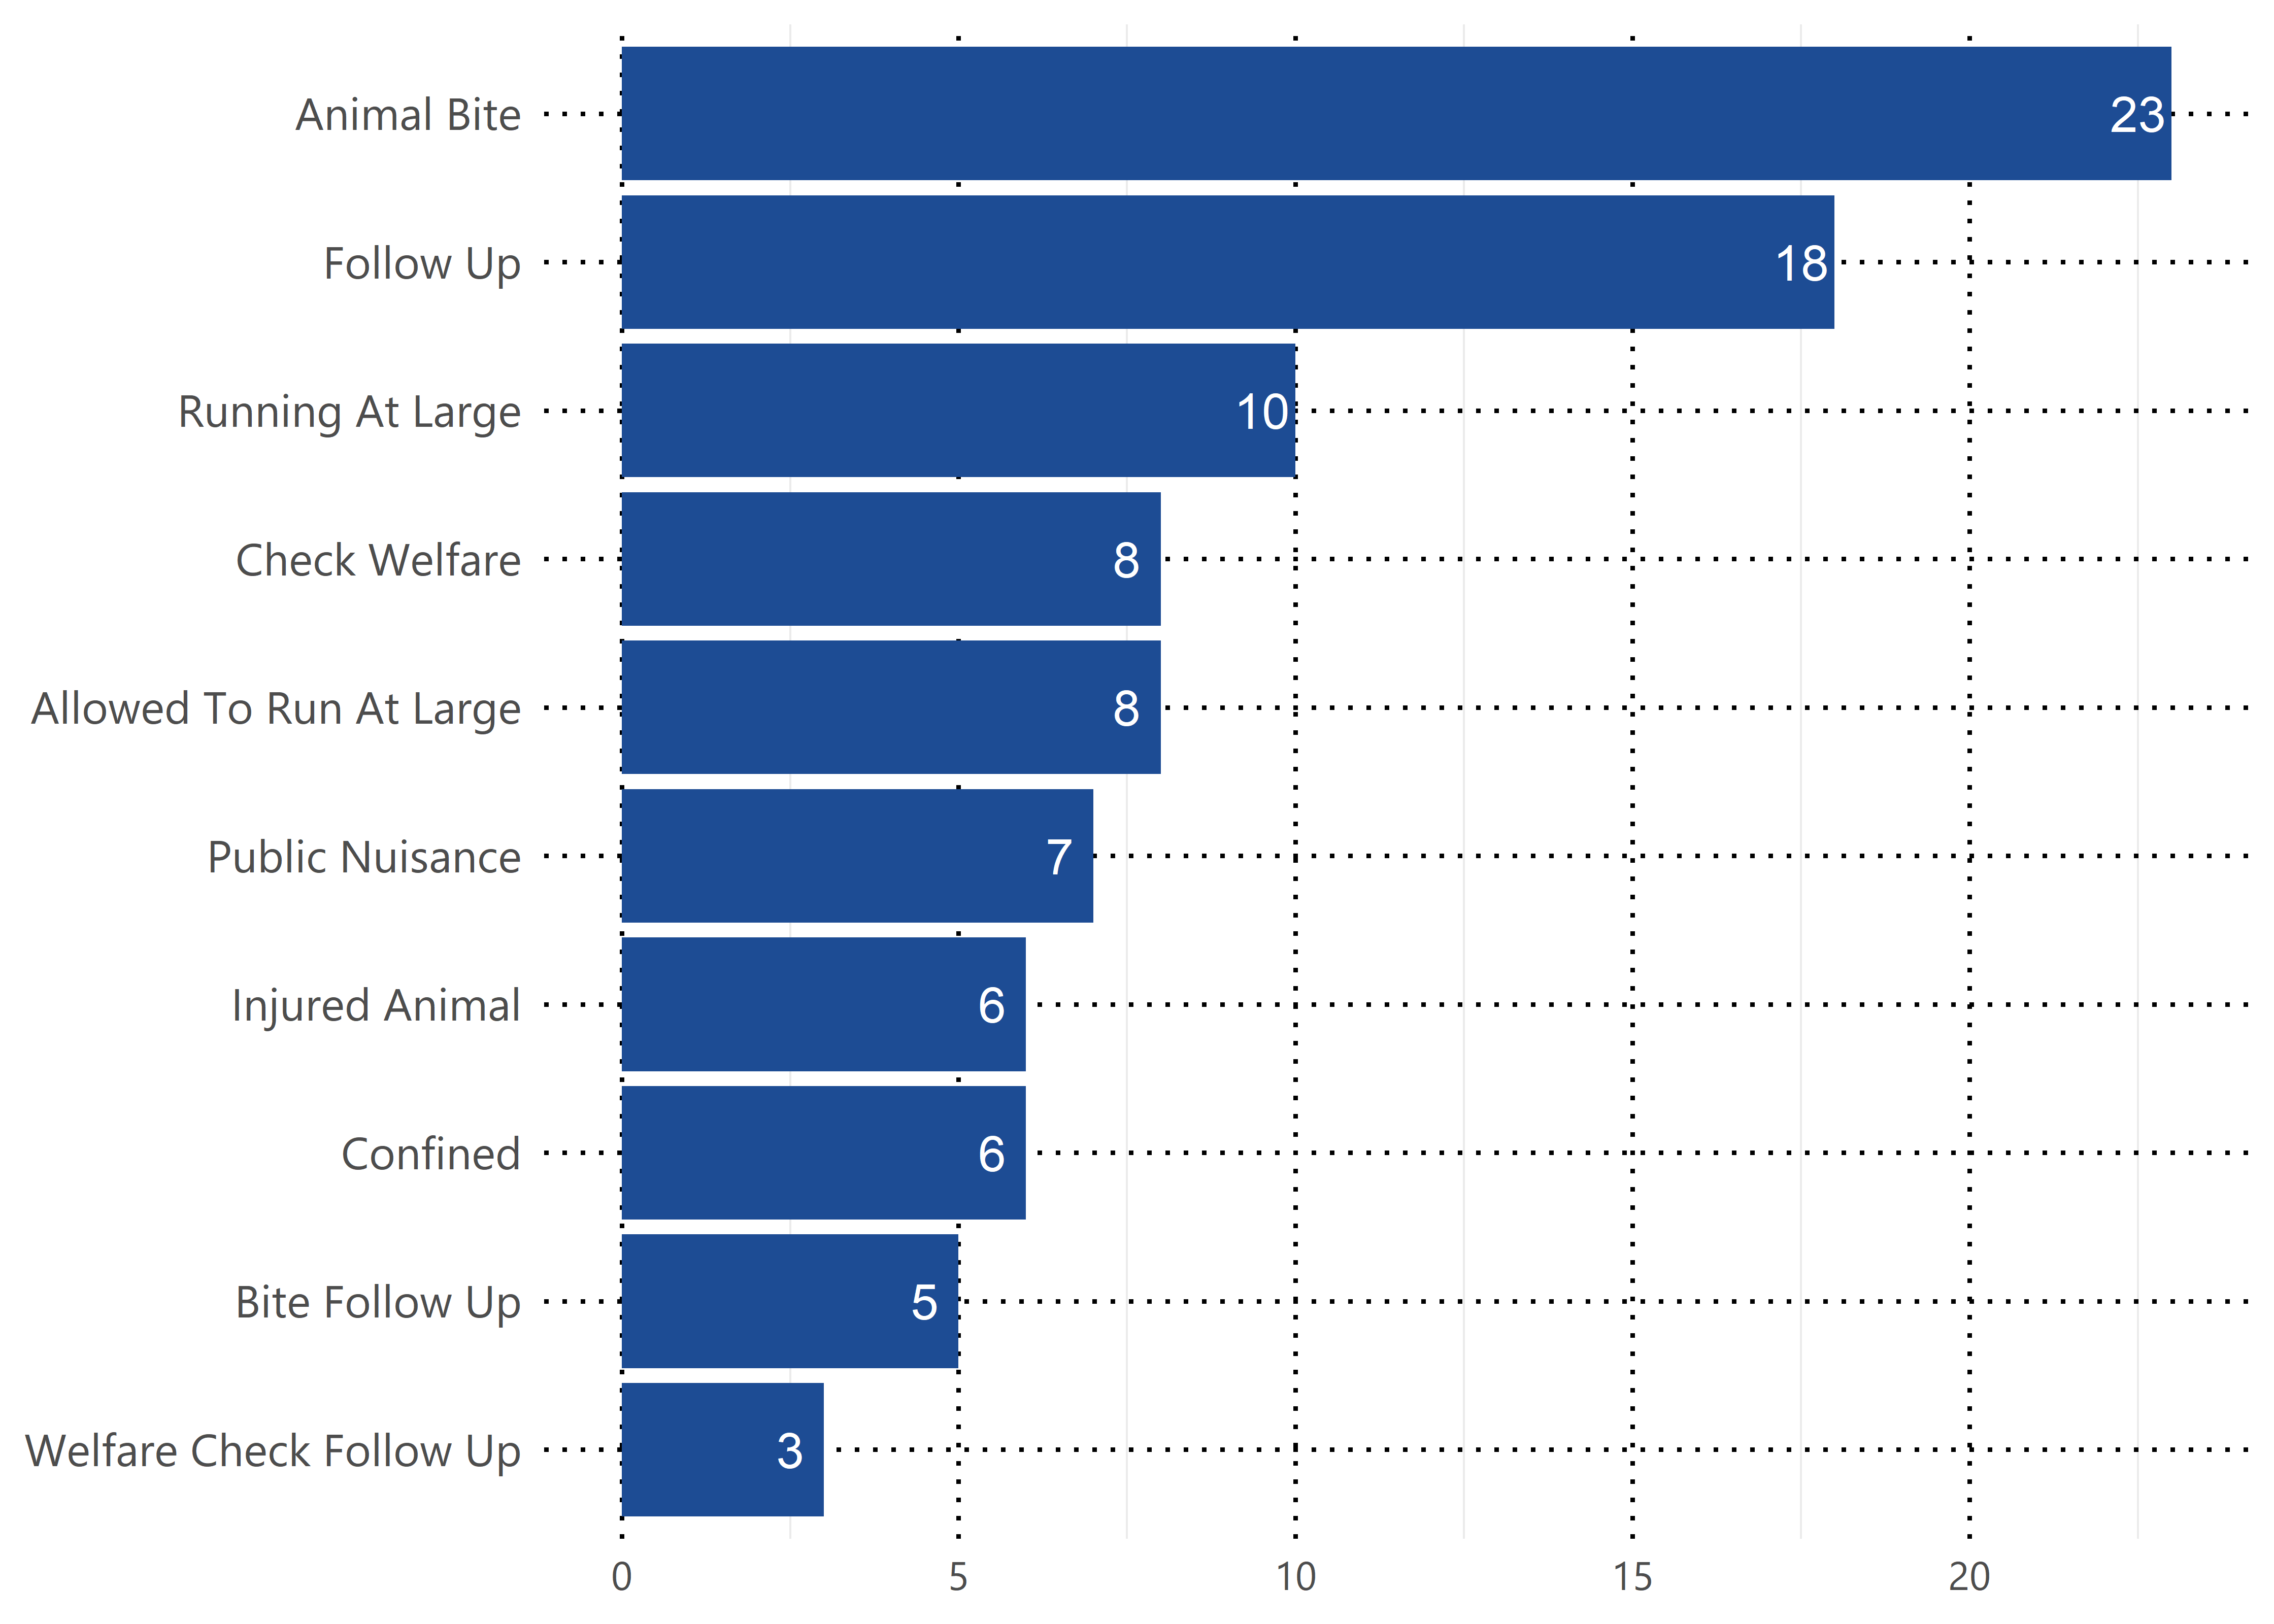 Animal Bite 23
Follow Up 18
Running At Large 10
Check Welfare 8
Allowed To Run At Large 8
Public Nuisance 7
Injured Animal 6
Confined 6
Bite Follow Up 5
Welfare Check Follow Up 3
0 5 10 15 20